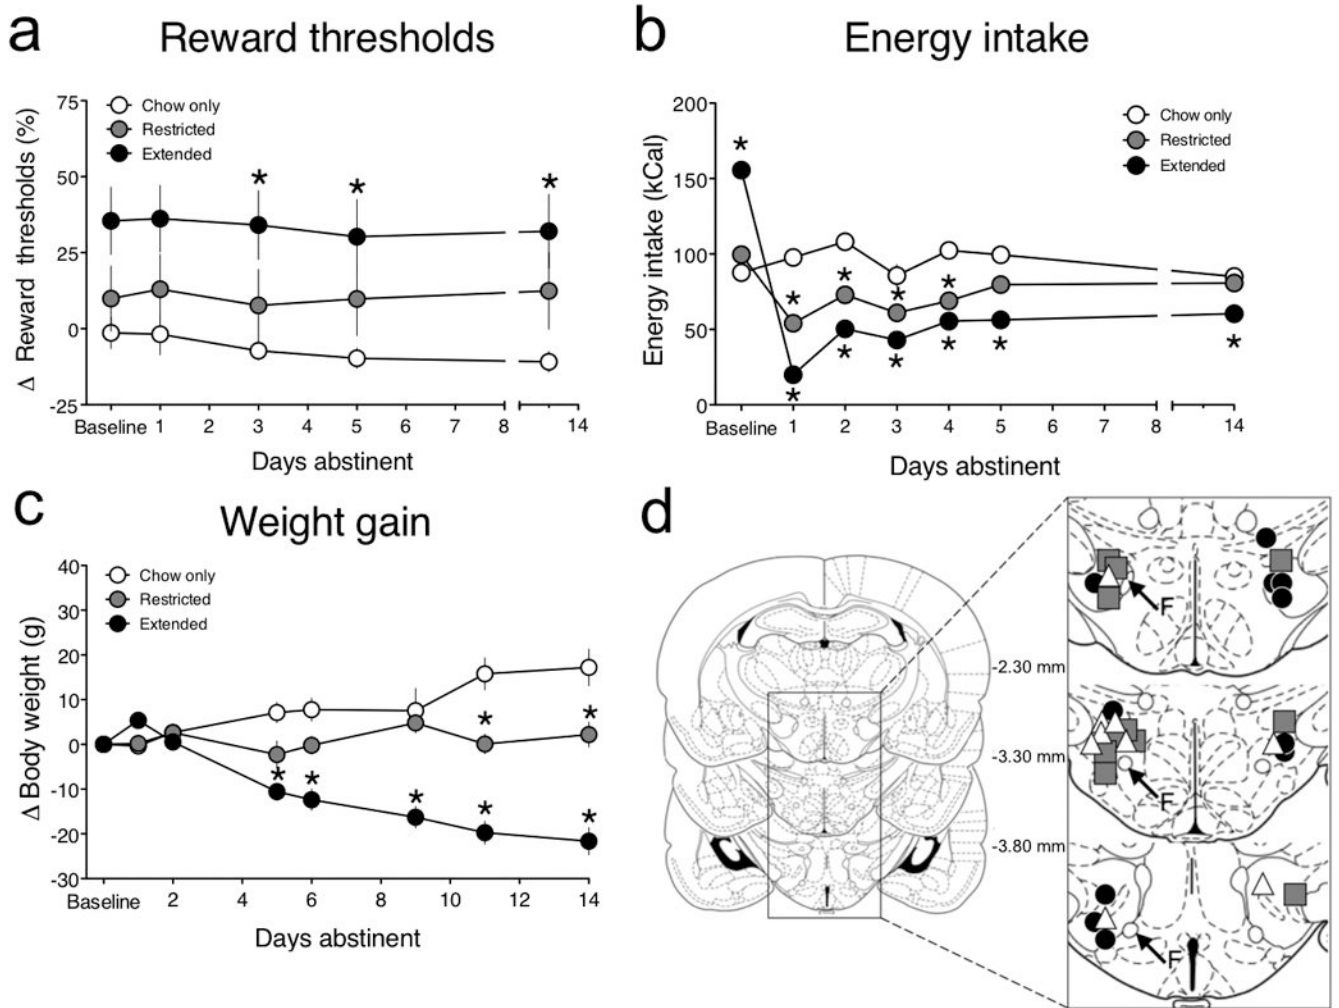 a Reward thresholds
75
50
25
0
-25
Δ Reward thresholds (%)
Chow only
Restricted
Extended
* * *
Baseline 1 2 3 4 5 6 7 8 14
Days abstinent
b Energy intake
200
150
100
50
0
Energy intake (kCal)
Chow only
Restricted
Extended
*
* * * *
* * * * * *
Baseline 1 2 3 4 5 6 7 8 14
Days abstinent
c Weight gain
40
30
20
10
0
-10
-20
-30
Δ Body weight (g)
Chow only
Restricted
Extended
* *
* * * * *
Baseline 2 4 6 8 10 12 14
Days abstinent
d
-2.30 mm
-3.30 mm
-3.80 mm
F
F
F